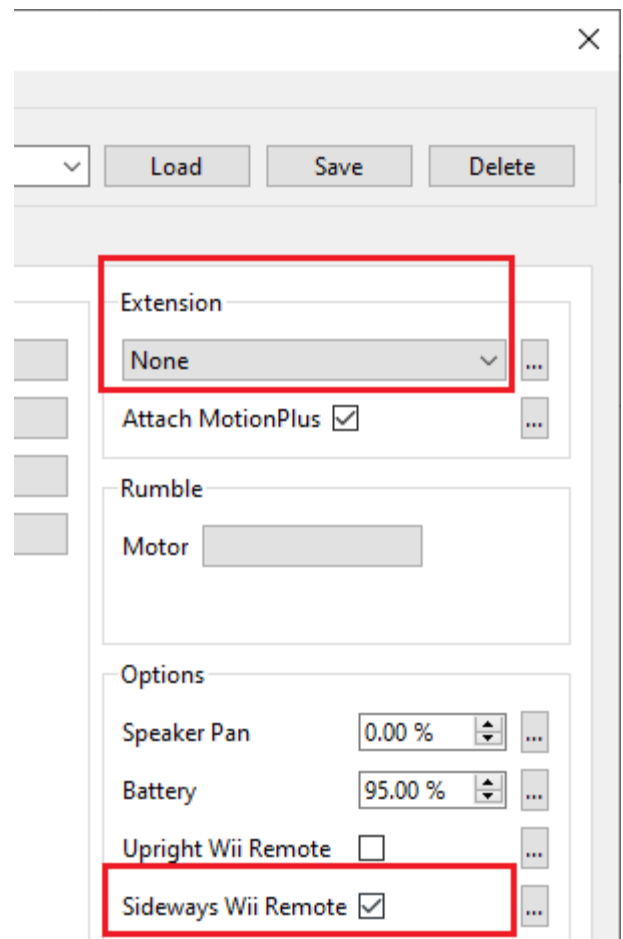 Load Save Delete
Extension
None ...
Attach MotionPlus ...
Rumble
Motor
Options
Speaker Pan 0.00 % ...
Battery 95.00 % ...
Upright Wii Remote ...
Sideways Wii Remote ...